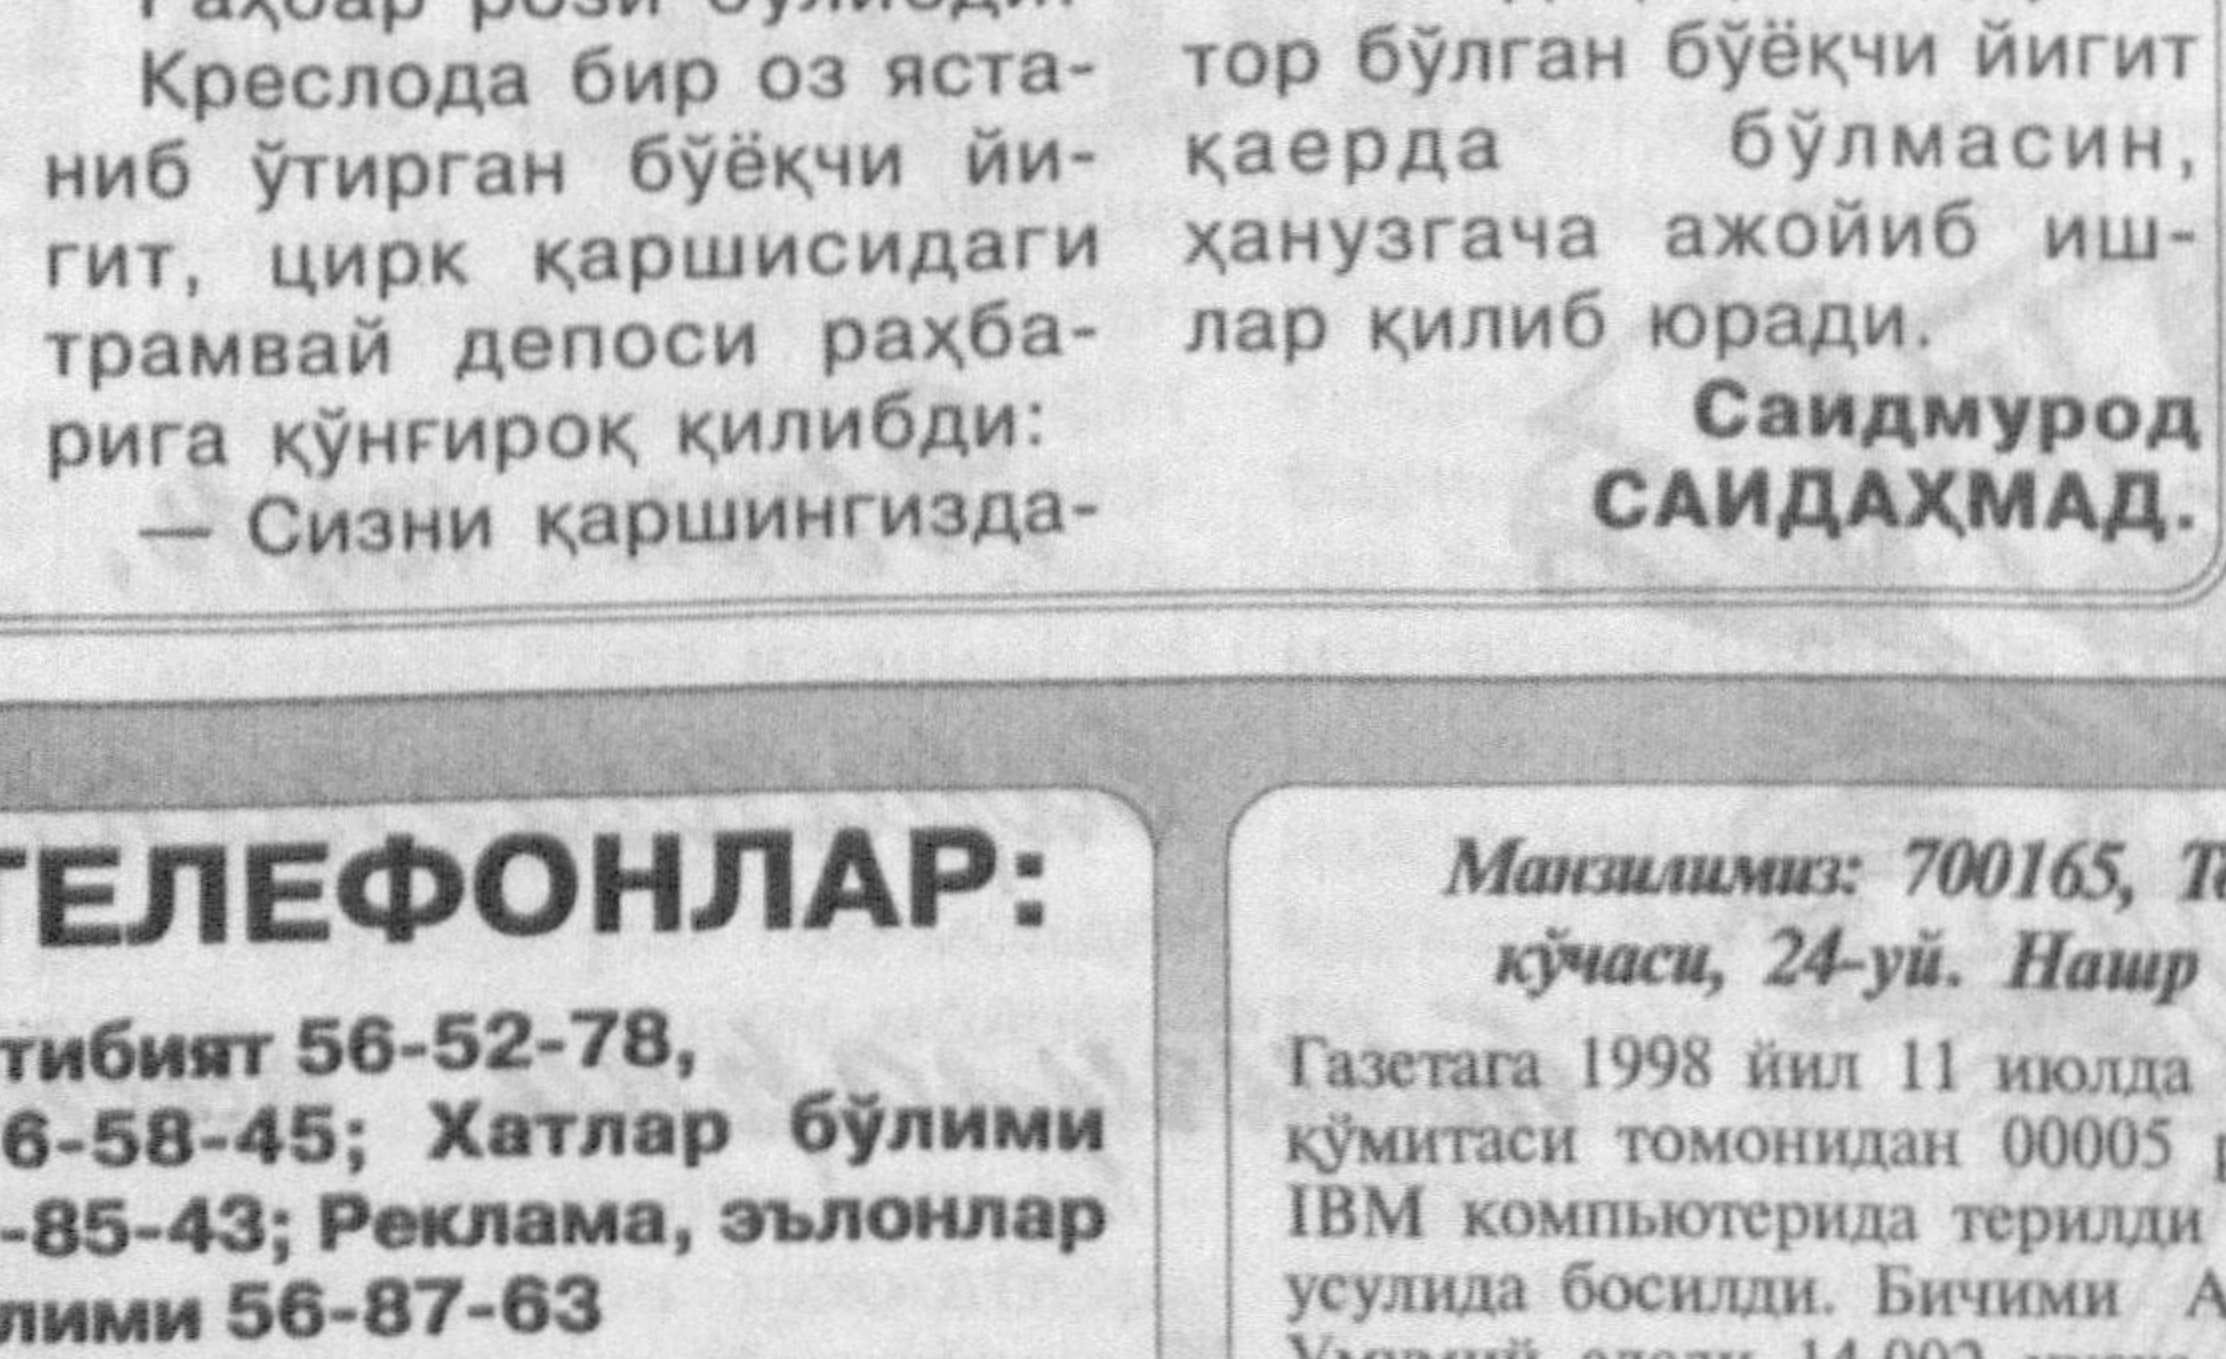 Раҳбар рози бўлибди.
Креслода бир оз яста-
ниб ўтирган бўёқчи йи-
гит, цирк қаршисидаги
трамвай депоси раҳба-
рига қўнғироқ қилибди:
— Сизни қаршингизда-
тор бўлган бўёқчи йигит
қаерда бўлмасин,
ҳанузгача ажойиб иш-
лар қилиб юради.
Саидмурод
САИДАҲМАД.
ТЕЛЕФОНЛАР:
тибият 56-52-78,
6-58-45; Хатлар бўлими
-85-43; Реклама, эълонлар
лими 56-87-63
Манзилимиз: 700165,
кўчаси, 24-уй. Нашр
Газетага 1998 йил 11 июлда
қўмитаси томонидан 00005
IBM компьютерида терилди
усулида босилди. Бичими А